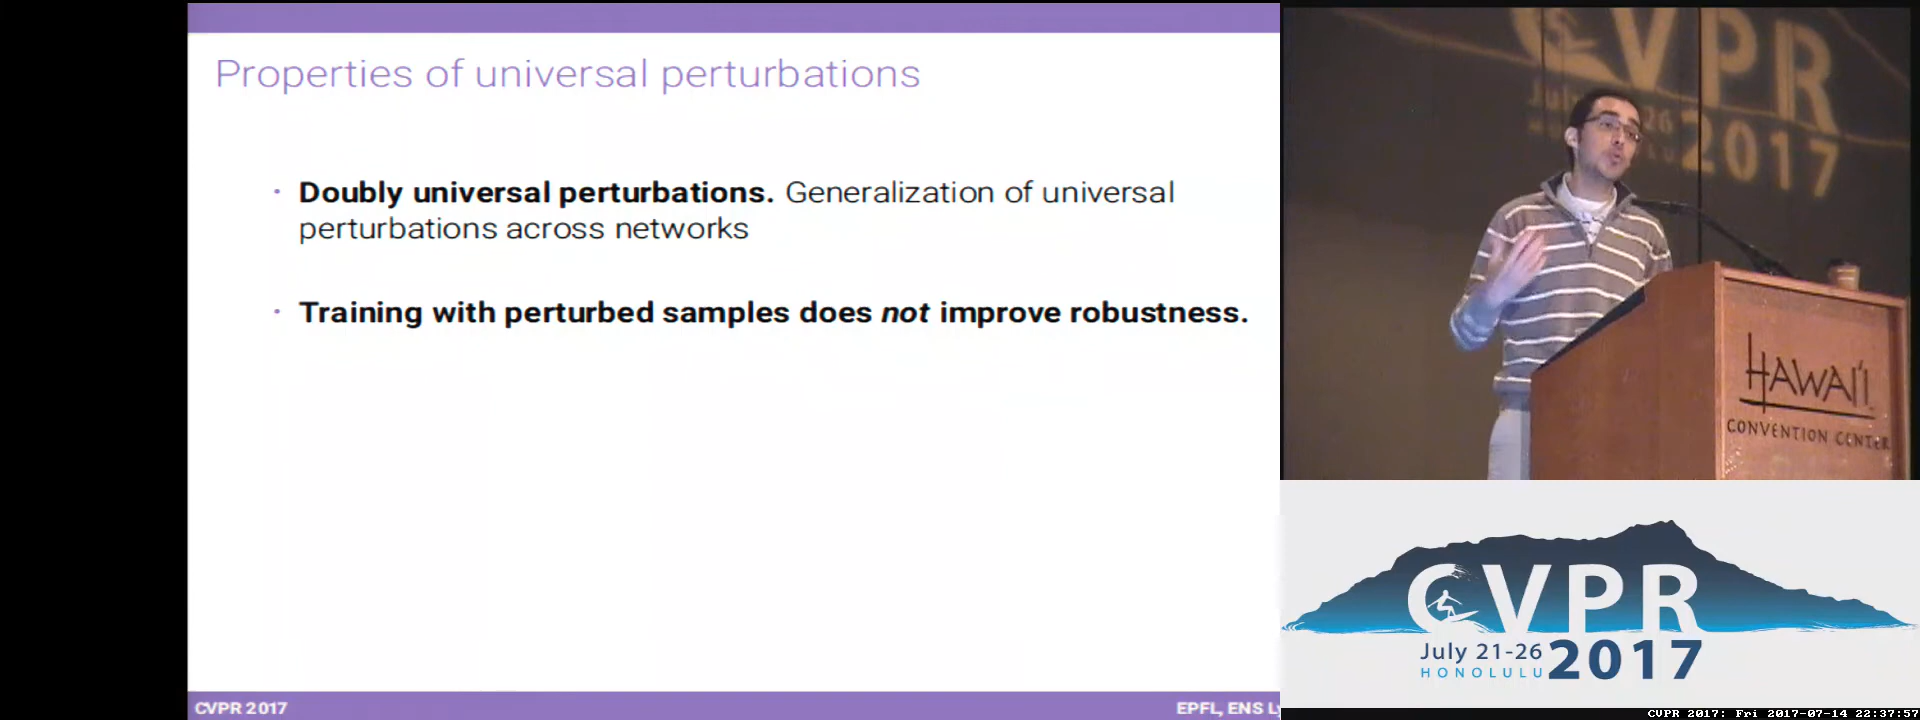 Properties of universal perturbations
· Doubly universal perturbations. Generalization of universal
perturbations across networks
· Training with perturbed samples does not improve robustness.
CVPR 2017
EPFL, ENS
CVPR
July 26
2017
HAWAI'I
CONVENTION CENTER
CVPR
July 21-26
HONOLULU
2017
CVPR 2017: Fri 2017-07-14 22:37:57